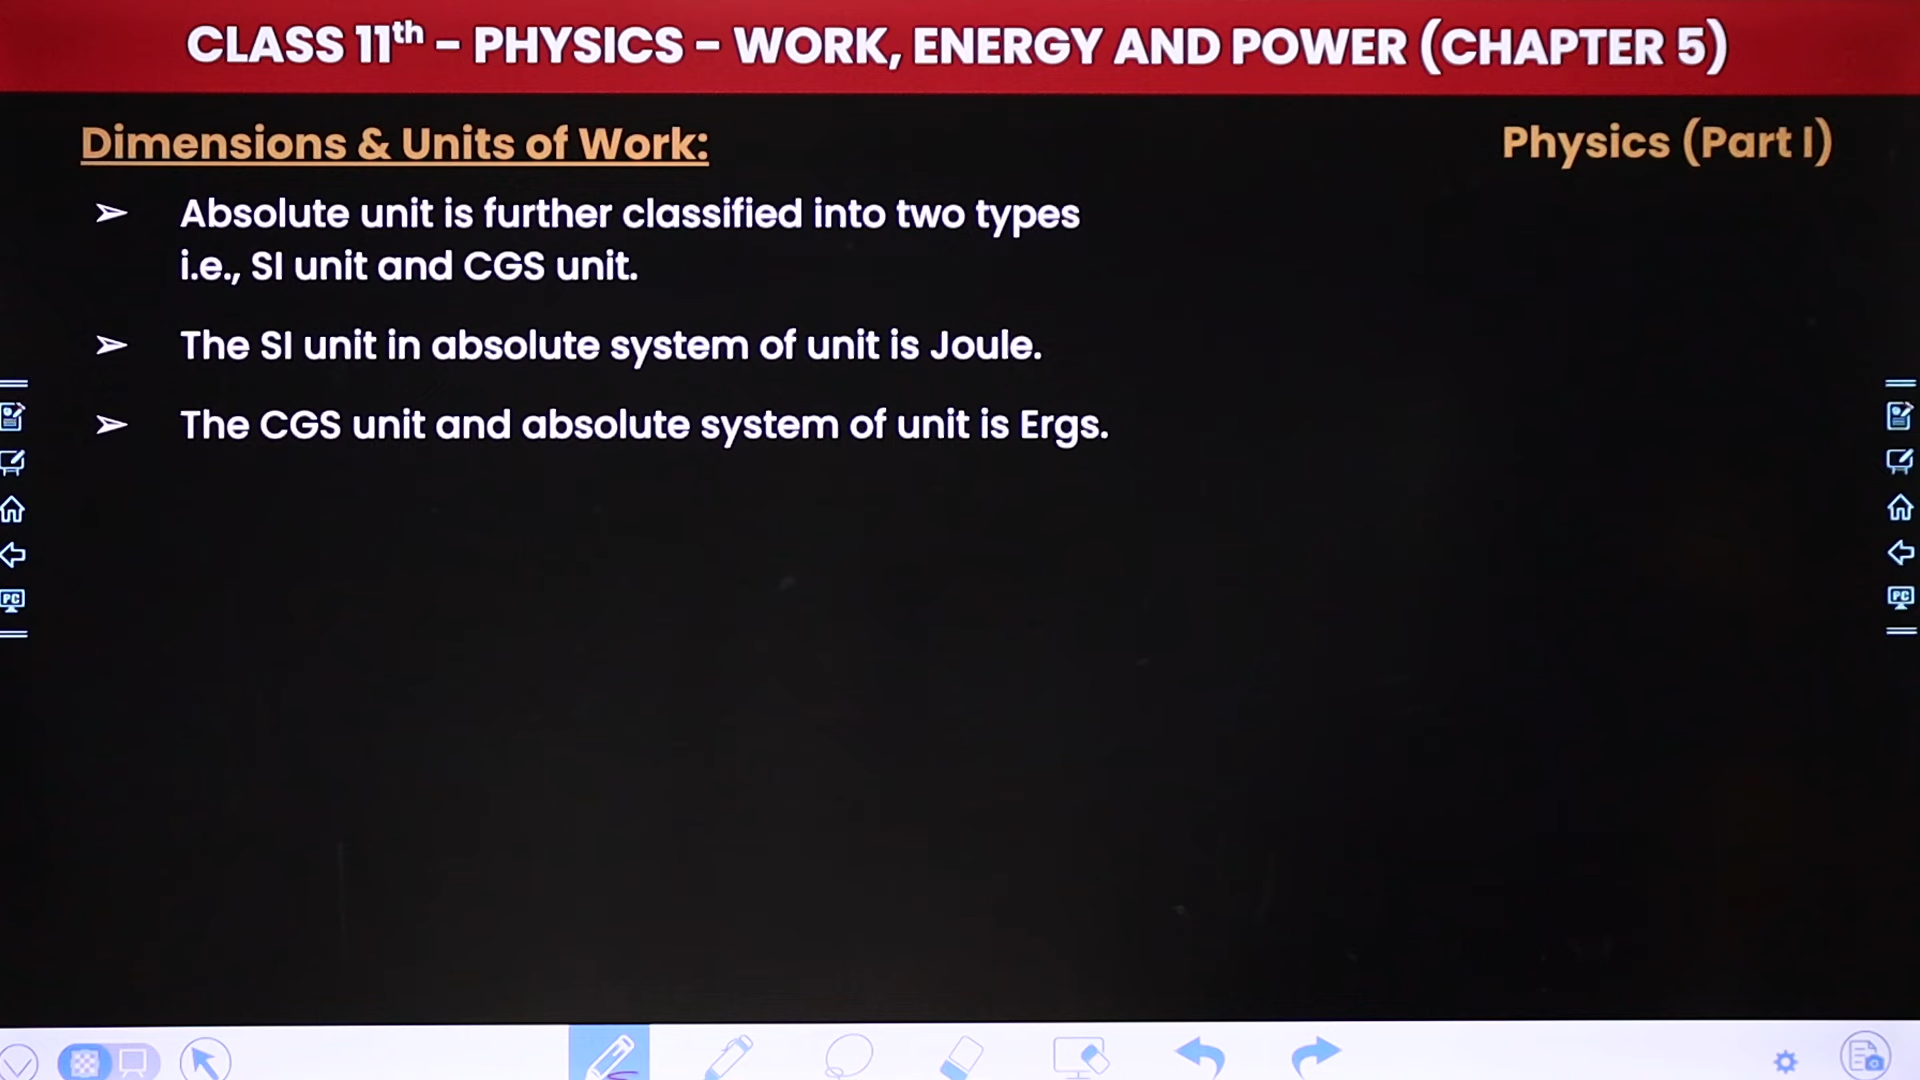 CLASS 11th - PHYSICS - WORK, ENERGY AND POWER (CHAPTER 5)
Dimensions & Units of Work:
Physics (Part I)
➢ Absolute unit is further classified into two types
i.e., SI unit and CGS unit.
➢ The SI unit in absolute system of unit is Joule.
➢ The CGS unit and absolute system of unit is Ergs.
PC
PC